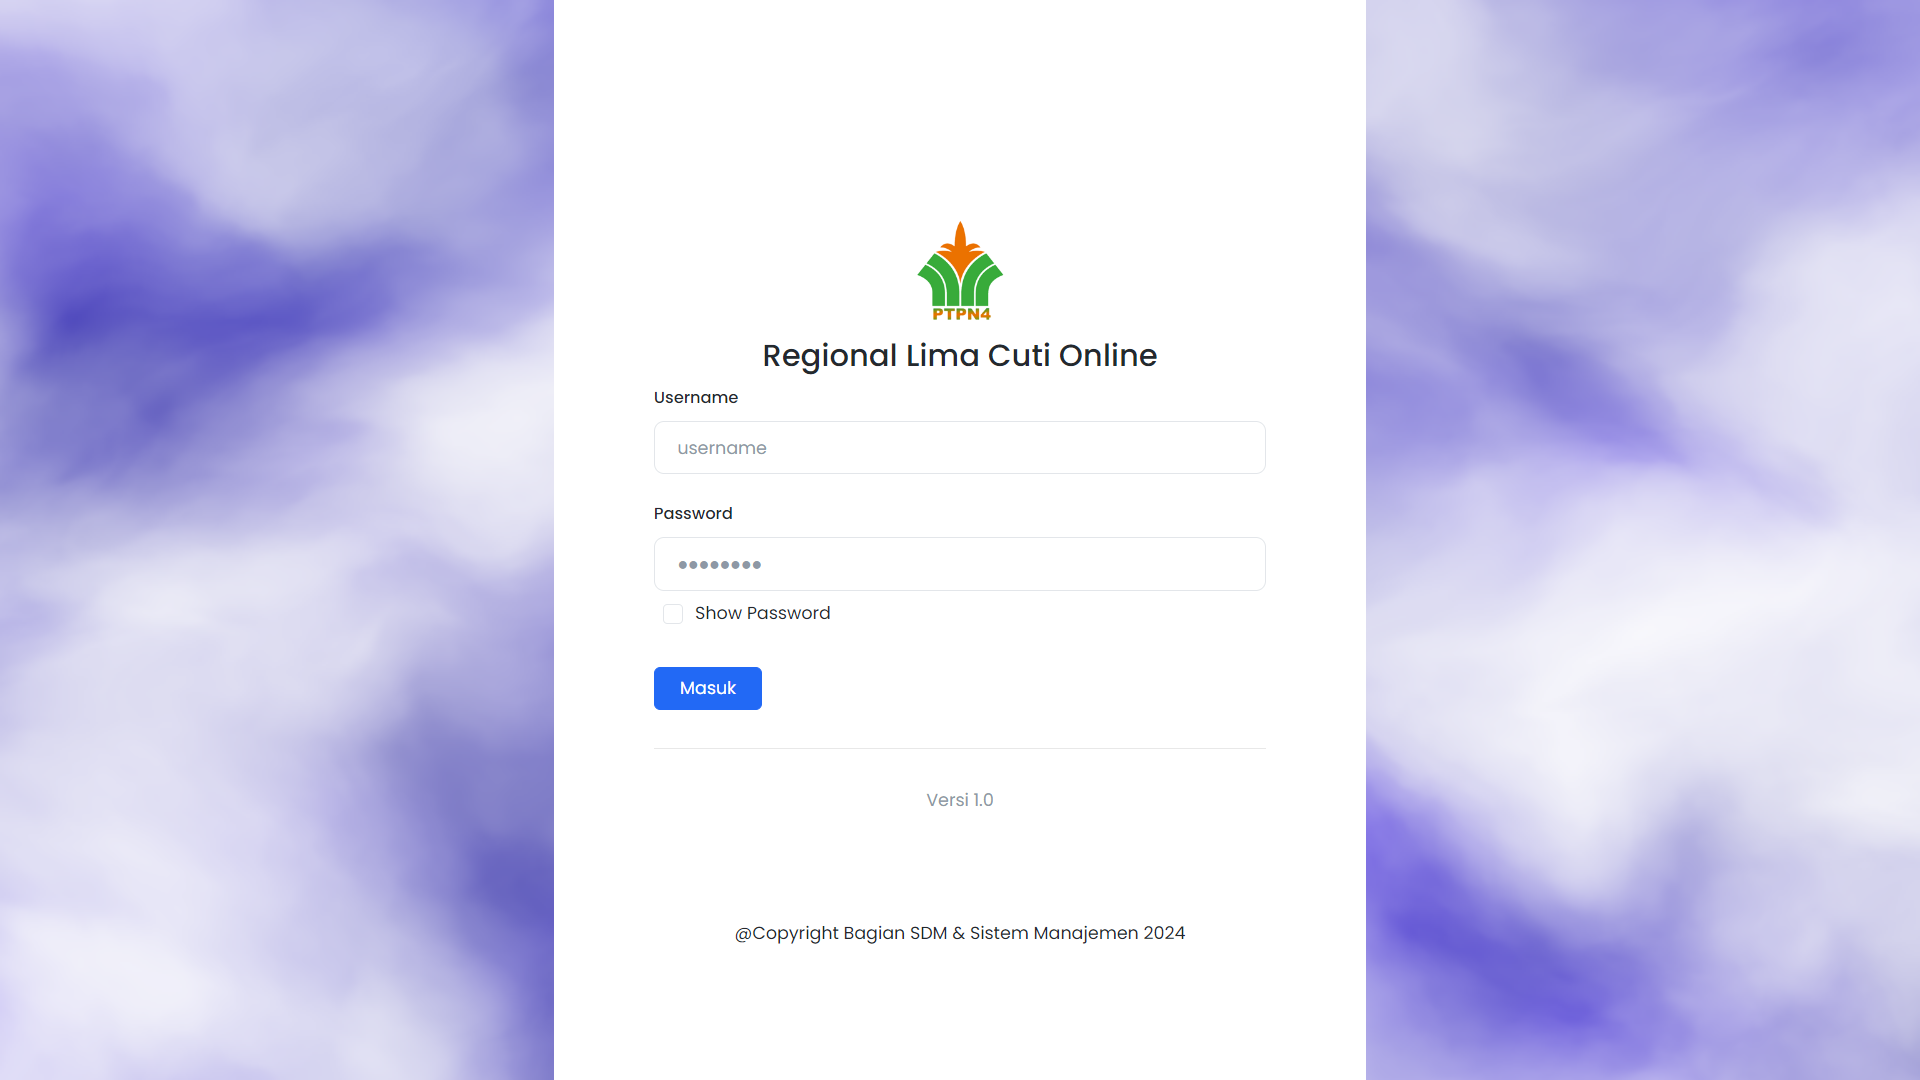 PTPN4
Regional Lima Cuti Online
Username
username
Password
••••••••
Show Password
Masuk
Versi 1.0
@Copyright Bagian SDM & Sistem Manajemen 2024